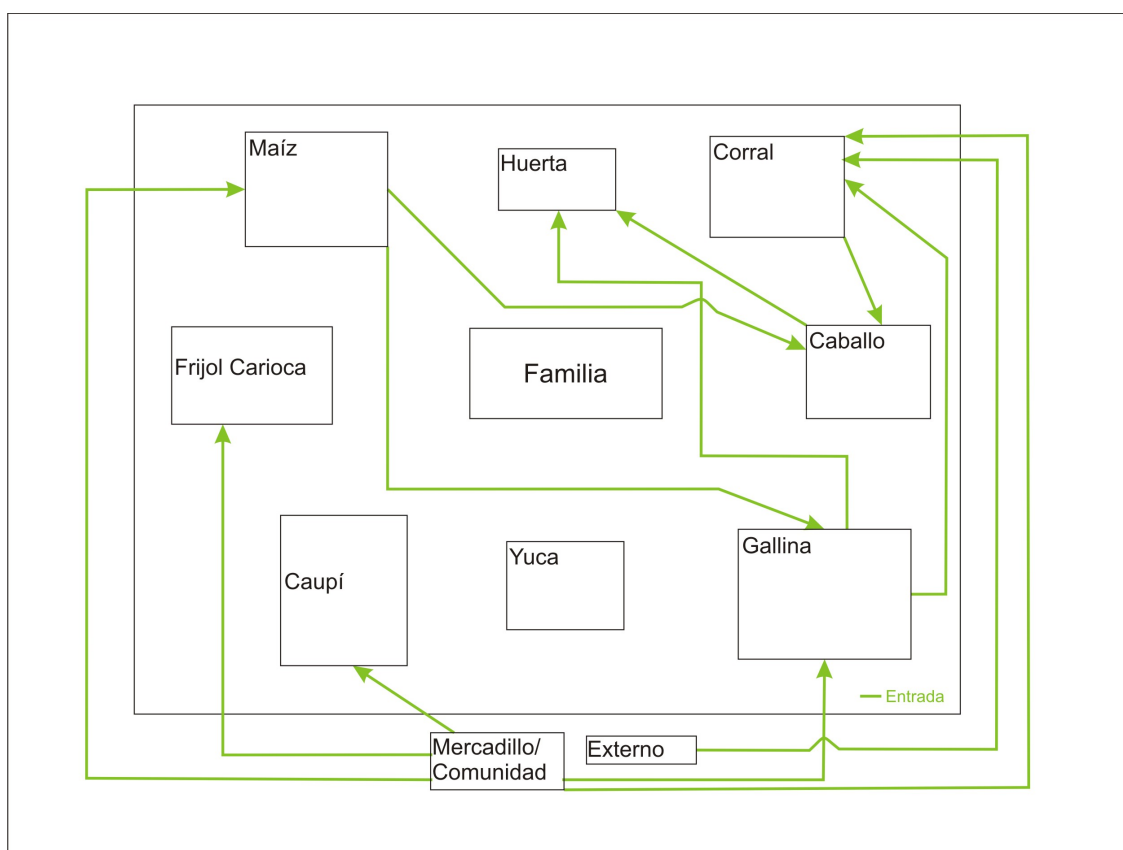 Maíz
Huerta
Corral
Frijol Carioca
Familia
Caballo
Caupí
Yuca
Gallina
Entrada
Mercadillo/
Comunidad
Externo